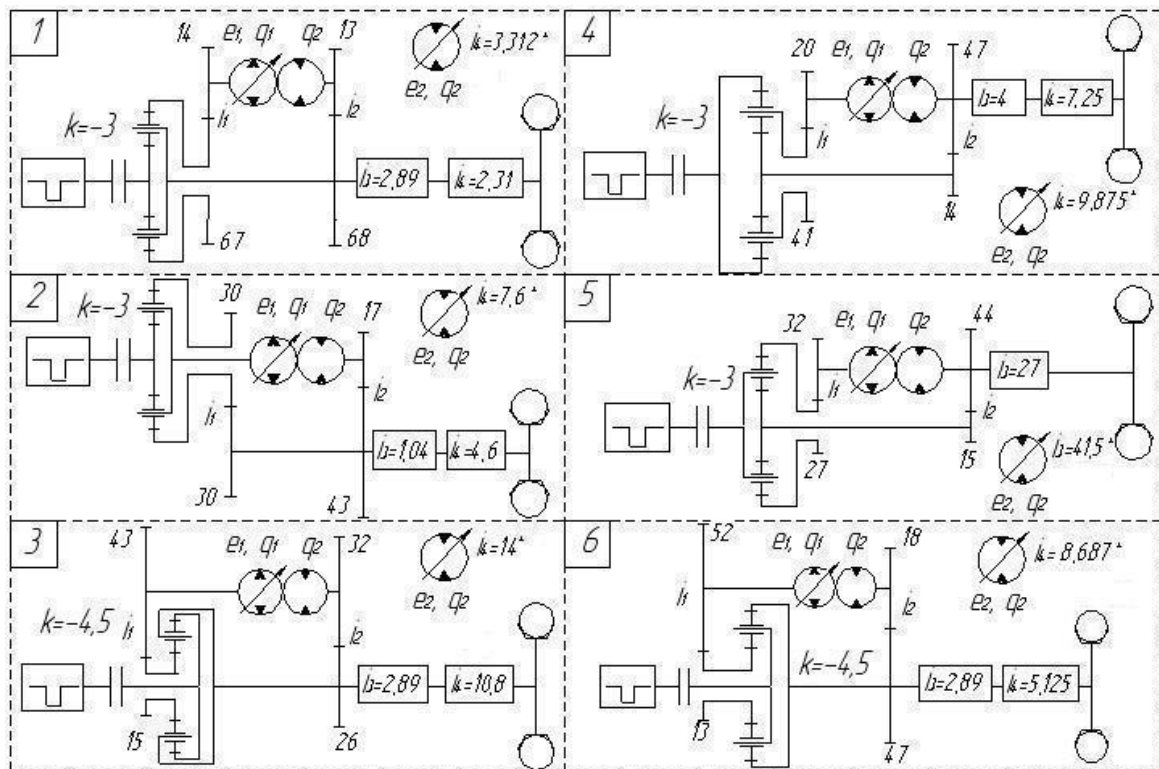 1
14
e1, q1
q2
13
i4=3,312*
e2, q2
i1
i2
k=-3
i3=2,89
i4=2,31
67
68
4
20
e1, q1
q2
47
i3=4
i4=7,25
k=-3
i1
i2
41
14
i4=9,875*
e2, q2
2
k=-3
30
e1, q1
q2
17
i4=7,6*
e2, q2
i1
i2
i3=1,04
i4=4,6
30
43
5
32
e1, q1
q2
44
i3=27
k=-3
i1
i2
27
15
i3=41,5*
e2, q2
3
43
e1, q1
q2
32
i4=14*
e2, q2
k=-4,5
i1
i2
i3=2,89
i4=10,8
15
26
6
52
e1, q1
q2
18
i4=8,687*
e2, q2
i1
i2
k=-4,5
i3=2,89
i4=5,125
13
47